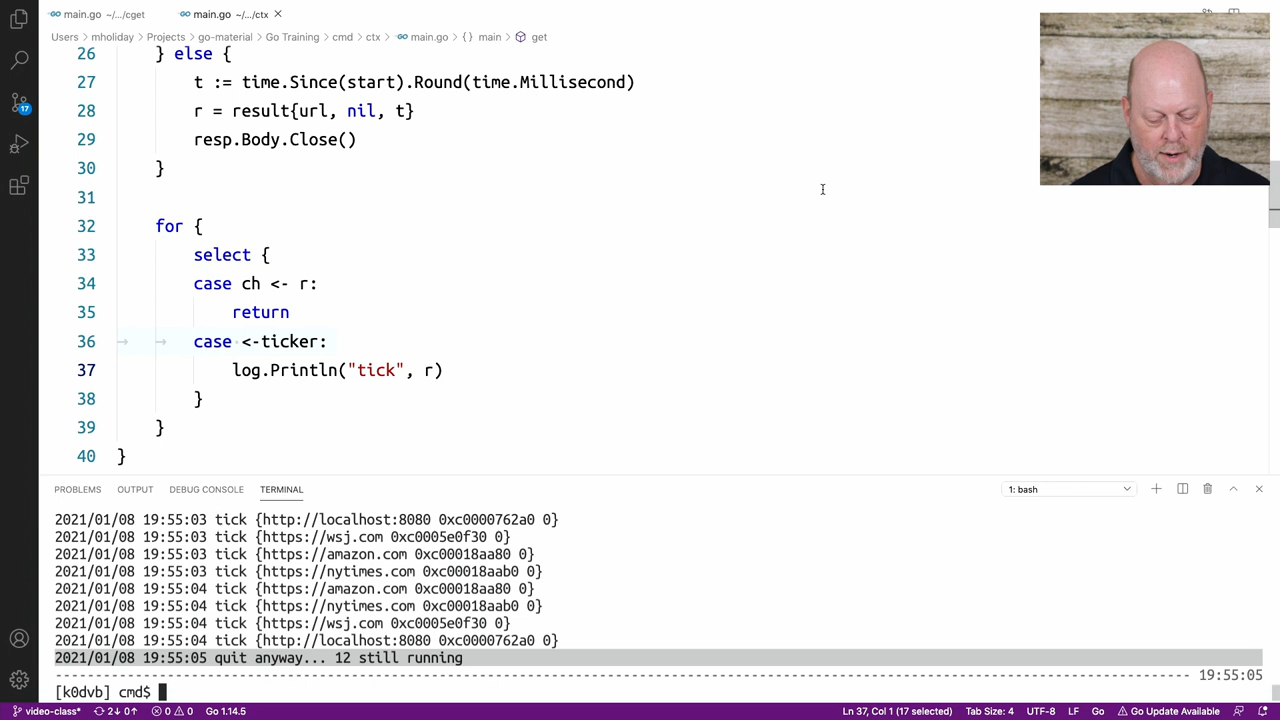 main.go ~/.../cget
main.go ~/.../ctx
Users > mholiday > Projects > go-material > Go Training > cmd > ctx > main.go > {} main > get
26 } else {
27 t := time.Since(start).Round(time.Millisecond)
28 r = result{url, nil, t}
29 resp.Body.Close()
30 }
31
32 for {
33 select {
34 case ch <- r:
35 return
36 case <-ticker:
37 log.Println("tick", r)
38 }
39 }
40 }
17
PROBLEMS OUTPUT DEBUG CONSOLE TERMINAL
1: bash
2021/01/08 19:55:03 tick {http://localhost:8080 0xc0000762a0 0}
2021/01/08 19:55:03 tick {https://wsj.com 0xc0005e0f30 0}
2021/01/08 19:55:03 tick {https://amazon.com 0xc00018aa80 0}
2021/01/08 19:55:03 tick {https://nytimes.com 0xc00018aab0 0}
2021/01/08 19:55:04 tick {https://amazon.com 0xc00018aa80 0}
2021/01/08 19:55:04 tick {https://nytimes.com 0xc00018aab0 0}
2021/01/08 19:55:04 tick {https://wsj.com 0xc0005e0f30 0}
2021/01/08 19:55:04 tick {http://localhost:8080 0xc0000762a0 0}
2021/01/08 19:55:05 quit anyway... 12 still running
19:55:05
[k0dvb] cmd$
video-class* 2↓ 0↑ 0 0 Go 1.14.5 Ln 37, Col 1 (17 selected) Tab Size: 4 UTF-8 LF Go Go Update Available